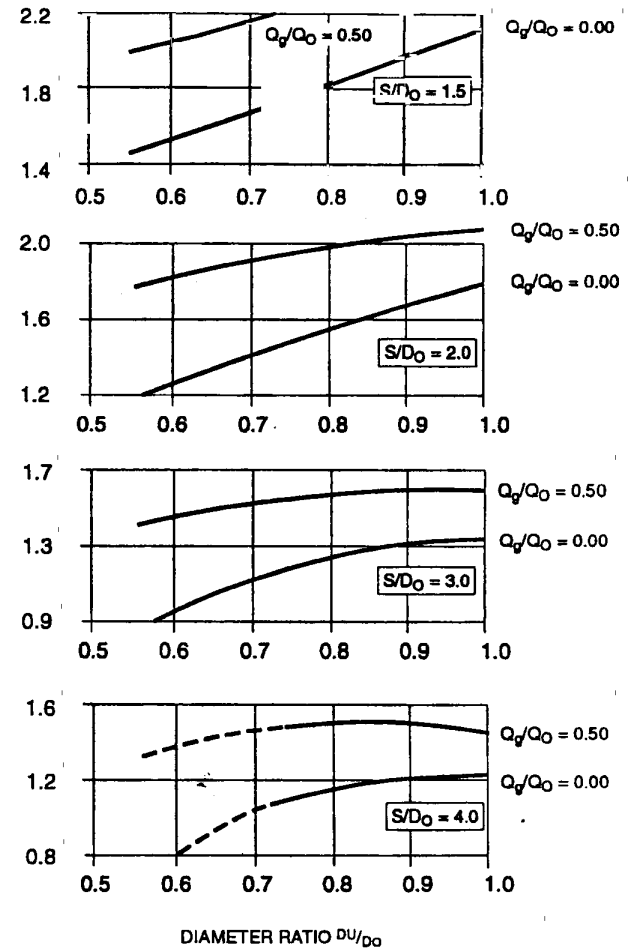 2.2
Qg/QO = 0.50
Qg/QO = 0.00
1.8
S/DO = 1.5
1.4
0.5 0.6 0.7 0.8 0.9 1.0
2.0
Qg/QO = 0.50
Qg/QO = 0.00
1.6
S/DO = 2.0
1.2
0.5 0.6 0.7 0.8 0.9 1.0
1.7
Qg/QO = 0.50
1.3
Qg/QO = 0.00
S/DO = 3.0
0.9
0.5 0.6 0.7 0.8 0.9 1.0
1.6
Qg/QO = 0.50
1.2
Qg/QO = 0.00
S/DO = 4.0
0.8
0.5 0.6 0.7 0.8 0.9 1.0
DIAMETER RATIO DU/DO